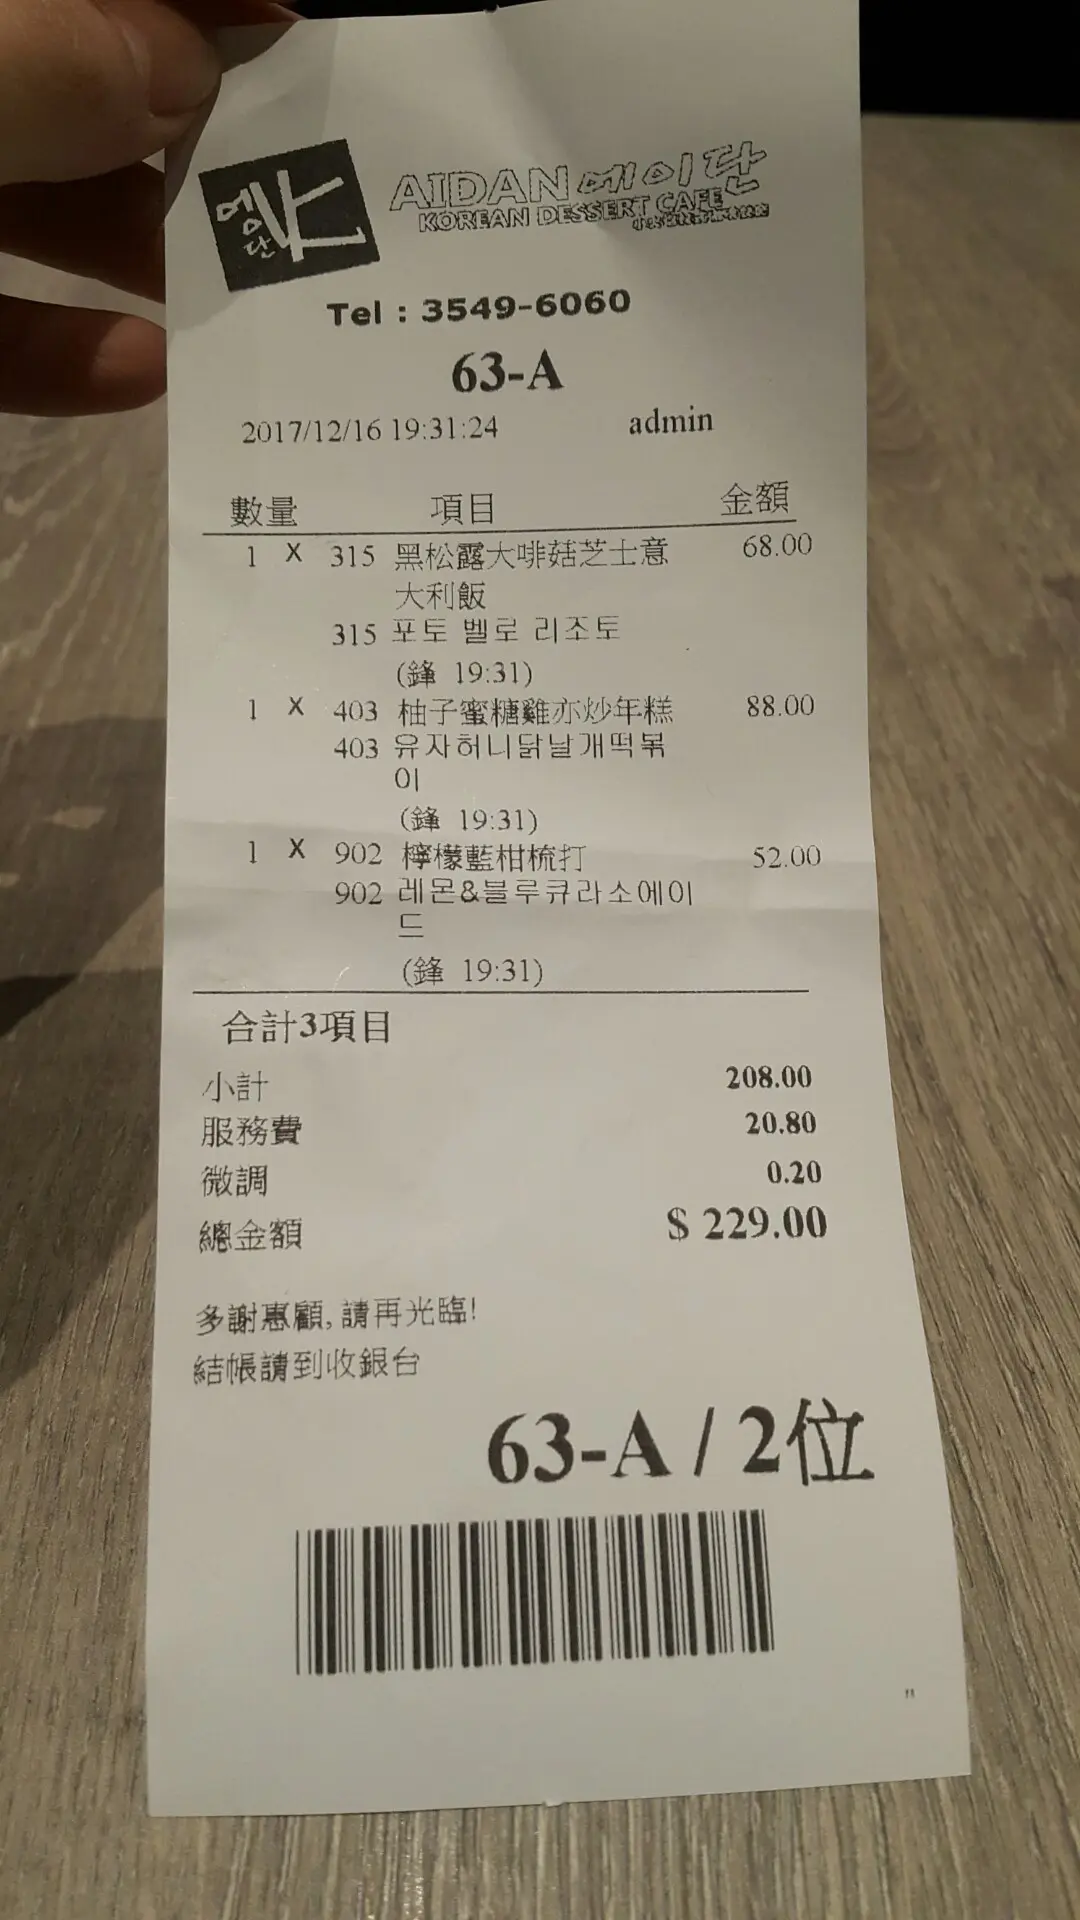 에이단 AIDAN 에이단
KOREAN DESSERT CAFE
Tel : 3549-6060
63-A
2017/12/16 19:31:24 admin
數量 項目 金額
1 X 315 黑松露大啡菇芝士意 68.00
大利飯
315 포토 벨로 리조토
(鋒 19:31)
1 X 403 柚子蜜糖雞亦炒年糕 88.00
403 유자허니닭날개떡볶
이
(鋒 19:31)
1 X 902 檸檬藍柑梳打 52.00
902 레몬&블루큐라소에이
드
(鋒 19:31)
合計3項目
小計 208.00
服務費 20.80
微調 0.20
總金額 $ 229.00
多謝惠顧,請再光臨!
結帳請到收銀台
63-A / 2位
"